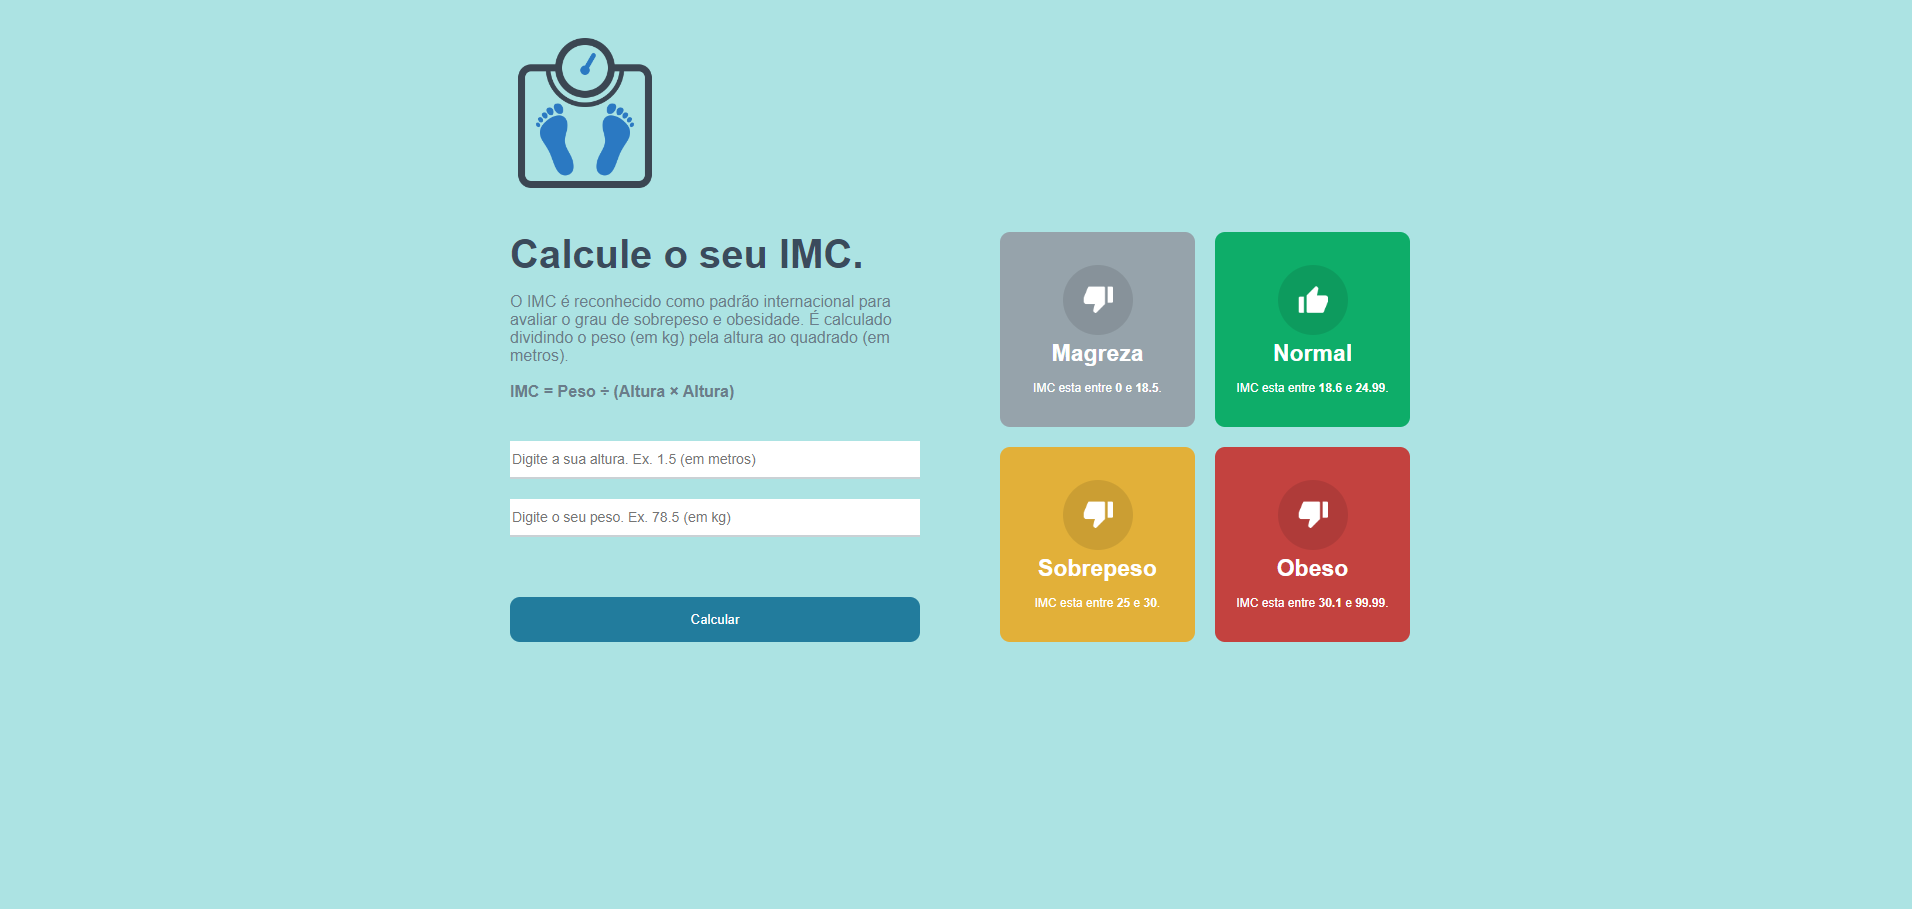 Calcule o seu IMC.
O IMC é reconhecido como padrão internacional para
avaliar o grau de sobrepeso e obesidade. É calculado
dividindo o peso (em kg) pela altura ao quadrado (em
metros).
IMC = Peso ÷ (Altura × Altura)
Digite a sua altura. Ex. 1.5 (em metros)
Digite o seu peso. Ex. 78.5 (em kg)
Calcular
Magreza
IMC esta entre 0 e 18.5.
Normal
IMC esta entre 18.6 e 24.99.
Sobrepeso
IMC esta entre 25 e 30.
Obeso
IMC esta entre 30.1 e 99.99.